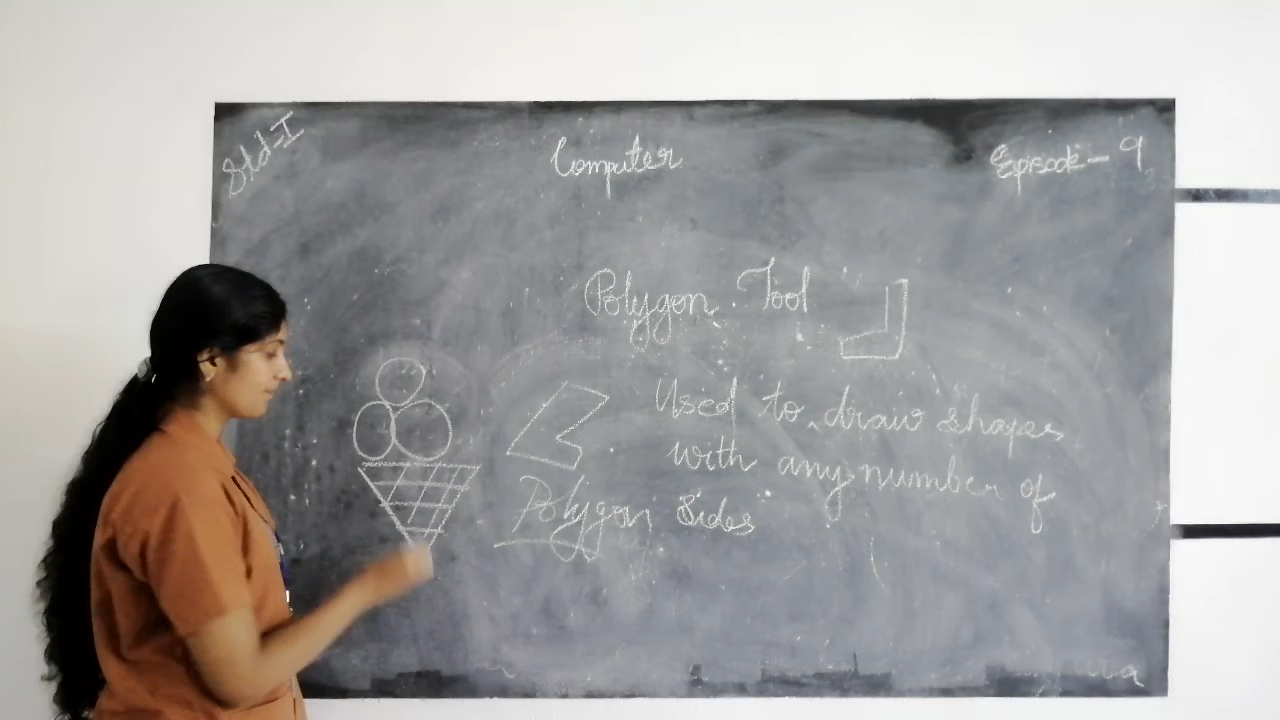 Std-I
Computer
Episode - 9
Polygon Tool
Used to draw shapes
with any number of
Sides
Polygon